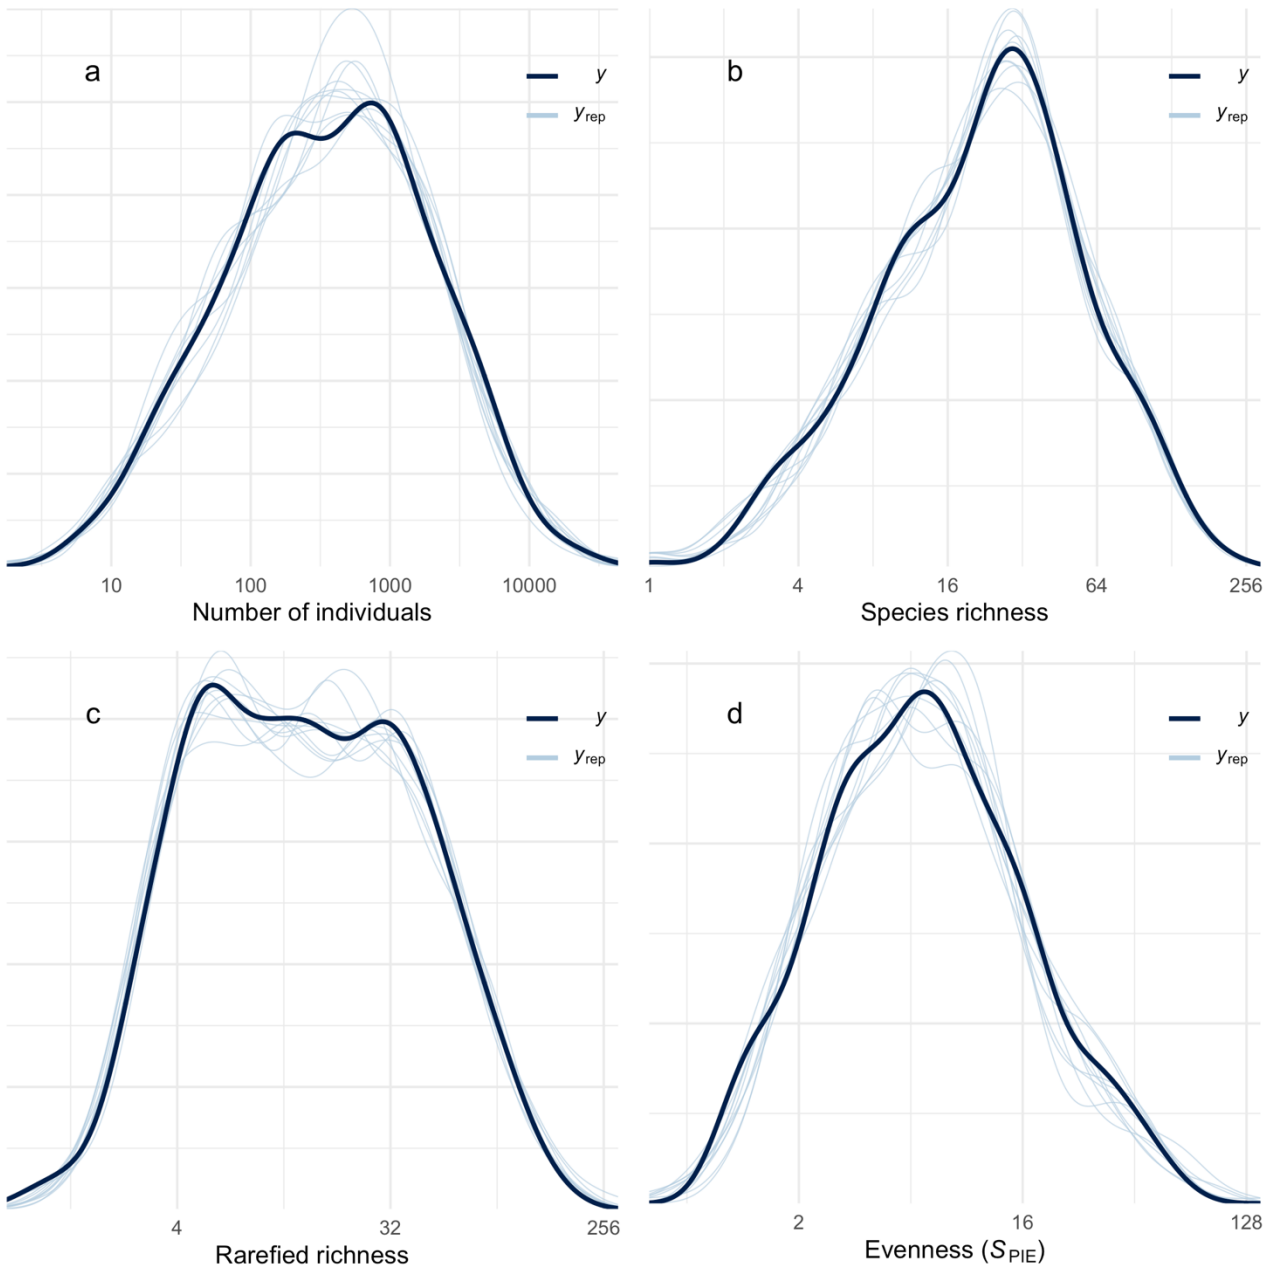 a
y
yrep
10 100 1000 10000
Number of individuals
b
y
yrep
1 4 16 64 256
Species richness
c
y
yrep
4 32 256
Rarefied richness
d
y
yrep
2 16 128
Evenness (SPIE)